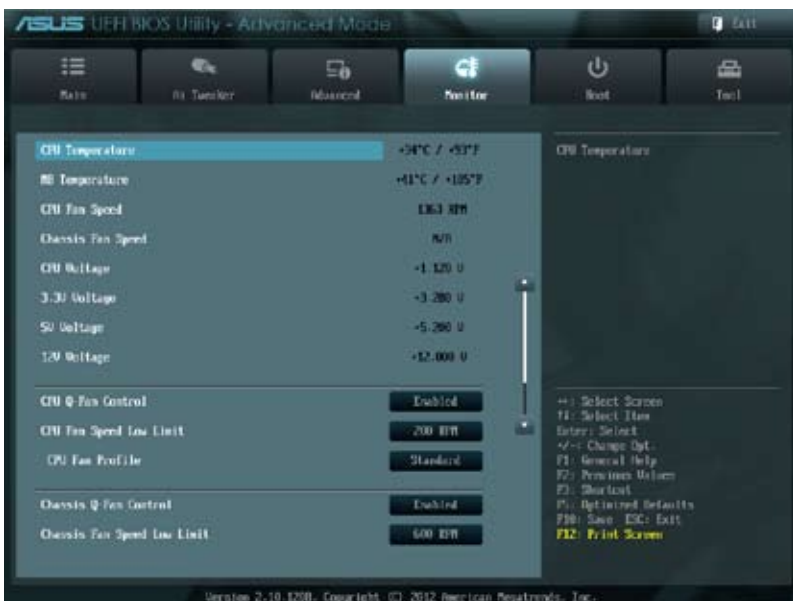 ASUS UEFI BIOS Utility - Advanced Mode
Exit
Main
Ai Tweaker
Advanced
Monitor
Boot
Tool
CPU Temperature +34°C / +93°F
MB Temperature +41°C / +105°F
CPU Fan Speed 1363 RPM
Chassis Fan Speed N/A
CPU Voltage +1.120 V
3.3V Voltage +3.280 V
5V Voltage +5.200 V
12V Voltage +12.000 V
CPU Q-Fan Control Enabled
CPU Fan Speed Low Limit 200 RPM
CPU Fan Profile Standard
Chassis Q-Fan Control Enabled
Chassis Fan Speed Low Limit 600 RPM
CPU Temperature
→←: Select Screen
↑↓: Select Item
Enter: Select
+/-: Change Opt.
F1: General Help
F2: Previous Values
F3: Shortcut
F5: Optimized Defaults
F10: Save ESC: Exit
F12: Print Screen
Version 2.10.1208. Copyright (C) 2012 American Megatrends, Inc.